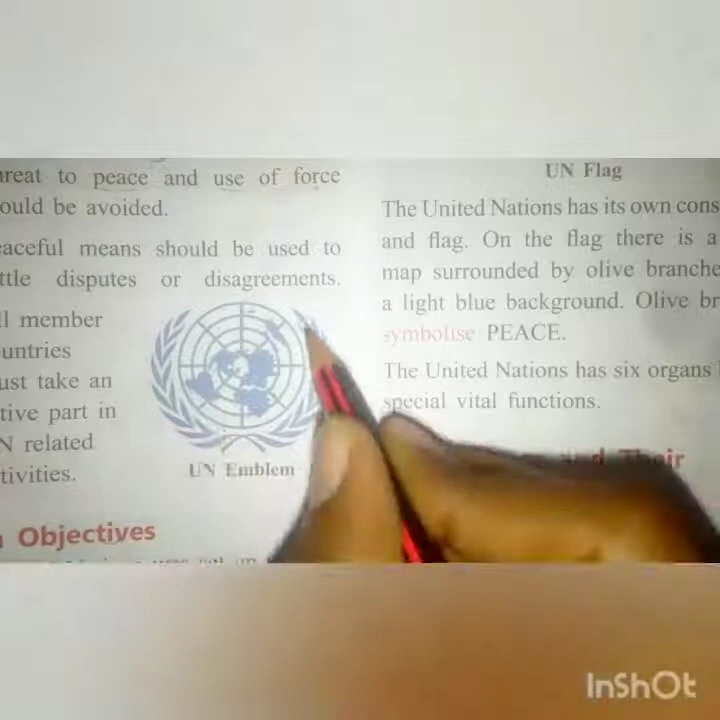 reat to peace and use of force
ould be avoided.
eaceful means should be used to
ttle disputes or disagreements.
ll member
untries
ust take an
tive part in
N related
tivities.
UN Emblem
Objectives
UN Flag
The United Nations has its own cons
and flag. On the flag there is a
map surrounded by olive branche
a light blue background. Olive br
symbolise PEACE.
The United Nations has six organs
special vital functions.
and Their
InShOt